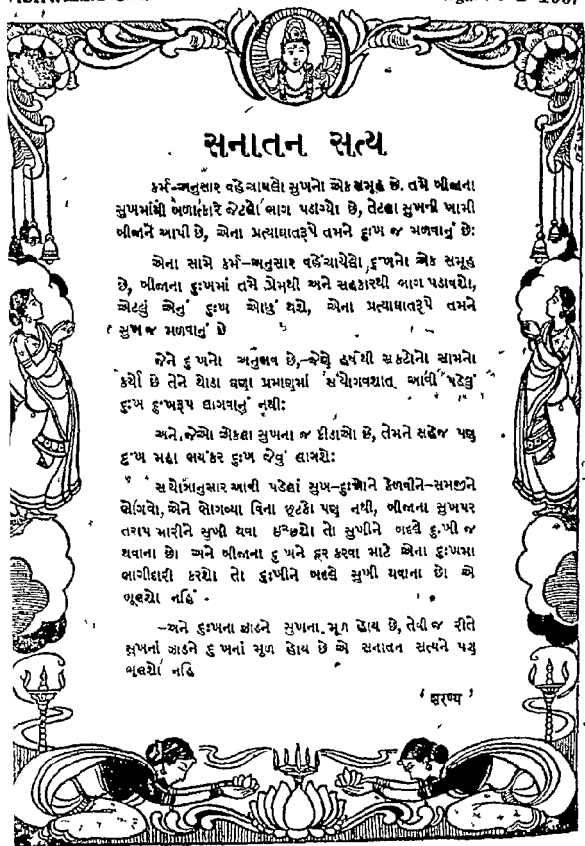 સનાતન સત્ય
કર્મ-અનુસાર વહેંચાયલો સુખનો એક સમૂહ છે. તમે બીજાના
સુખમાંથી બળાત્કારે જેટલો ભાગ પડાવ્યો છે, તેટલા સુખની ખામી
બીજાને આપી છે, એના પ્રત્યાઘાતરૂપે તમને દુઃખ જ મળવાનું છેઃ
એના સામે કર્મ-અનુસાર વહેંચાયેલો દુઃખનો એક સમૂહ
છે, બીજાના દુઃખમાં તમે પ્રેમથી અને સહકારથી ભાગ પડાવશો,
એટલું એનું દુઃખ ઓછું થશે, એના પ્રત્યાઘાતરૂપે તમને
સુખ જ મળવાનું છે
જેને દુઃખનો અનુભવ છે,-જેણે હર્ષથી સંકટોનો સામનો
કર્યો છે તેને થોડા ઘણા પ્રમાણમાં સંયોગવશાત્ આવી પડેલું
દુઃખ દુઃખરૂપ લાગવાનું નથીઃ
અને જેઓ એકલા સુખના જ કીડાઓ છે, તેમને સહેજ પણ
દુઃખ મહા ભયંકર દુઃખ જેવું લાગશેઃ
સંયોગાનુસાર આવી પડેલાં સુખ-દુઃખોને કેળવીને-સમજીને
ભોગવો, એને ભોગવ્યા વિના છૂટકો પણ નથી, બીજાના સુખપર
તરાપ મારીને સુખી થવા ઇચ્છશો તો સુખીને બદલે દુઃખી જ
થવાના છો અને બીજાના દુઃખને દૂર કરવા માટે એના દુઃખમા
ભાગીદારી કરશો તો દુઃખીને બદલે સુખી થવાના છો એ
ભૂલશો નહિં
-અને દુઃખના ઝાડને સુખના મૂળ હોય છે, તેવી જ રીતે
સુખનાં ઝાડને દુઃખનાં મૂળ હોય છે એ સનાતન સત્યને પણ
ભૂલશો નહિ
'શરણ્ય'